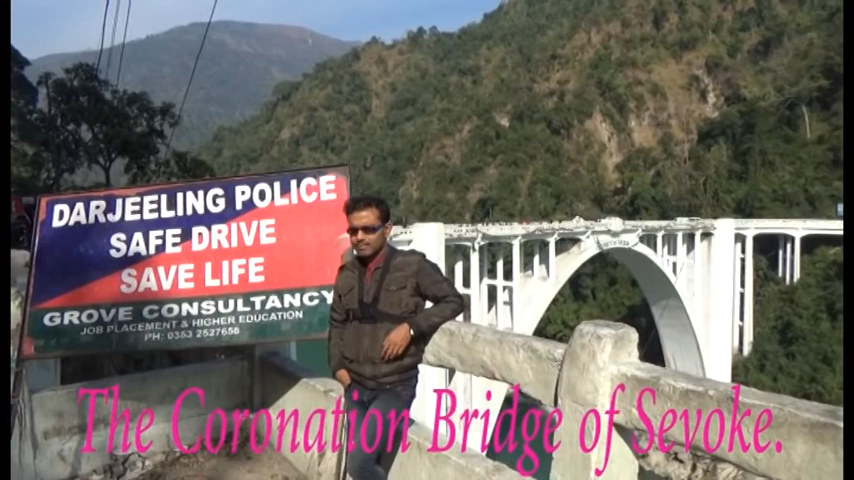 DARJEELING POLICE
SAFE DRIVE
SAVE LIFE
GROVE CONSULTANCY
JOB PLACEMENT & HIGHER EDUCATION
PH: 0353 2527658
The Coronation Bridge of Sevoke.